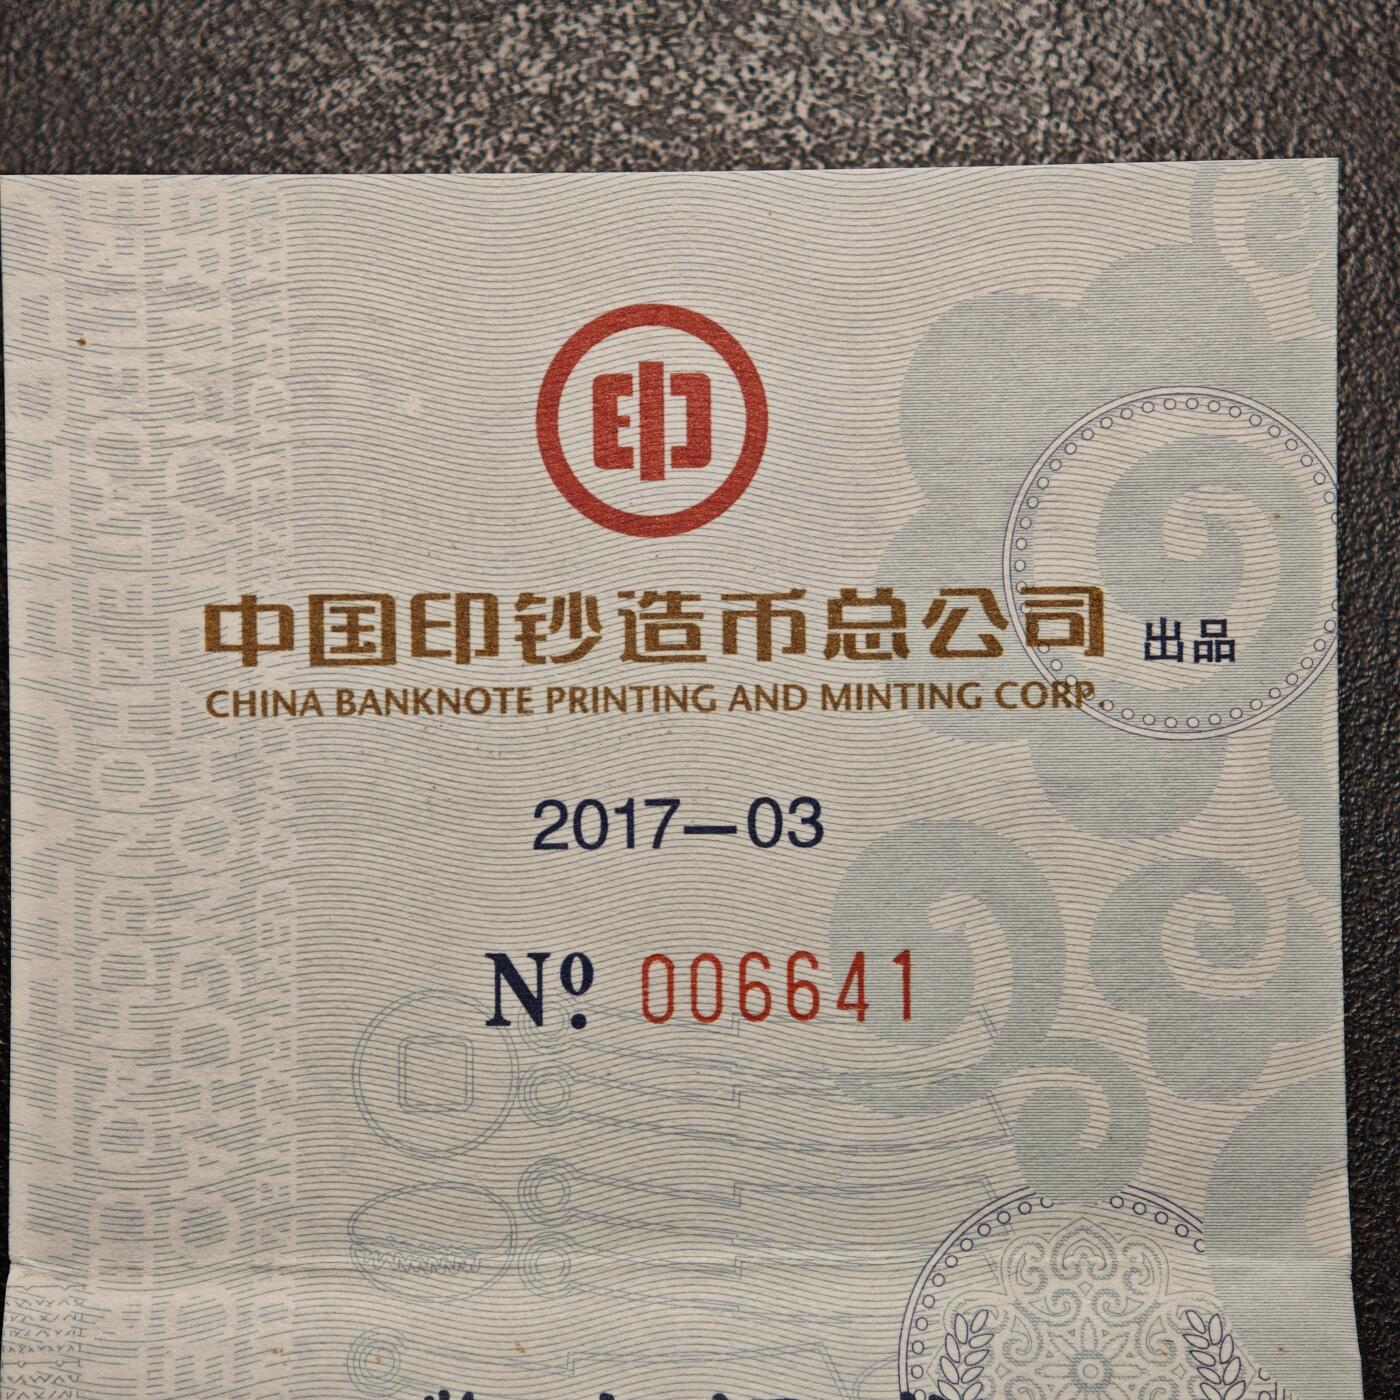 印
中国印钞造币总公司 出品
CHINA BANKNOTE PRINTING AND MINTING CORP.
2017—03
Nº. 006641